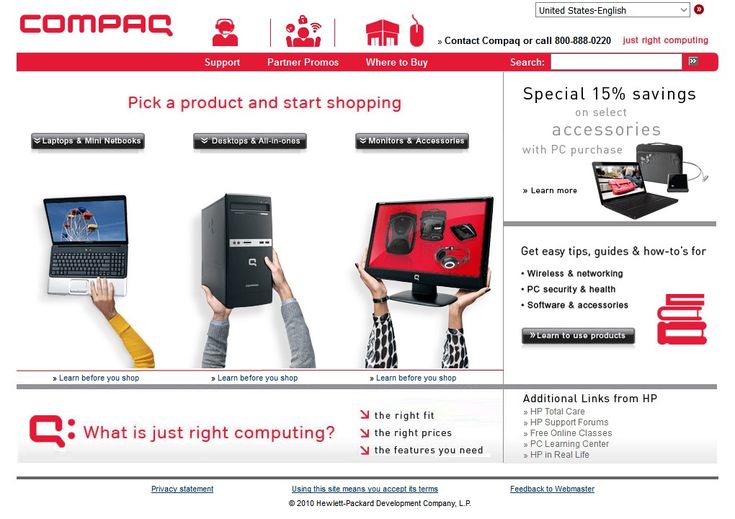 United States-English
COMPAQ
» Contact Compaq or call 800-888-0220
just right computing
Support
Partner Promos
Where to Buy
Search:
Pick a product and start shopping
Laptops & Mini Netbooks
Desktops & All-in-ones
Monitors & Accessories
» Learn before you shop
» Learn before you shop
» Learn before you shop
Special 15% savings
on select
accessories
with PC purchase
» Learn more
Get easy tips, guides & how-to's for
• Wireless & networking
• PC security & health
• Software & accessories
» Learn to use products
What is just right computing?
the right fit
the right prices
the features you need
Additional Links from HP
» HP Total Care
» HP Support Forums
» Free Online Classes
» PC Learning Center
» HP in Real Life
Privacy statement
Using this site means you accept its terms
Feedback to Webmaster
© 2010 Hewlett-Packard Development Company, L.P.